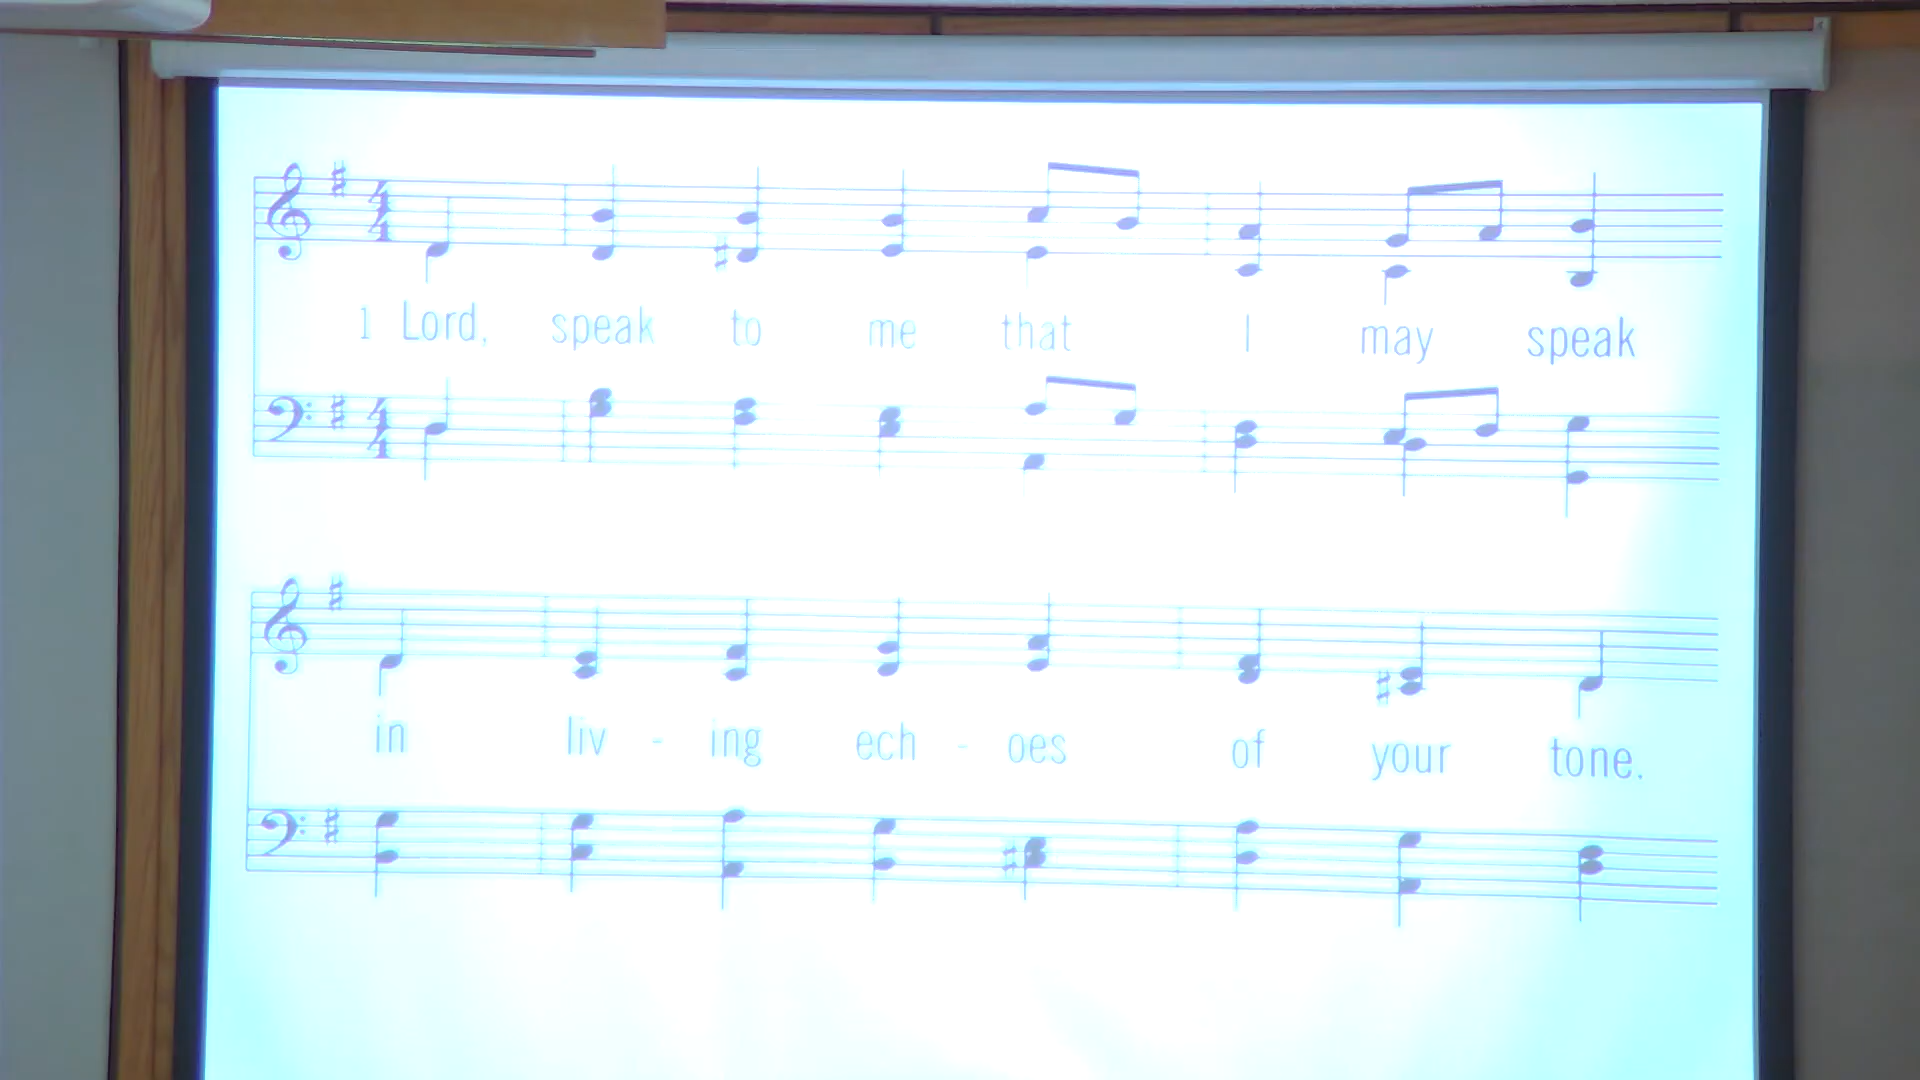 1 Lord, speak to me that I may speak
in liv - ing ech - oes of your tone.